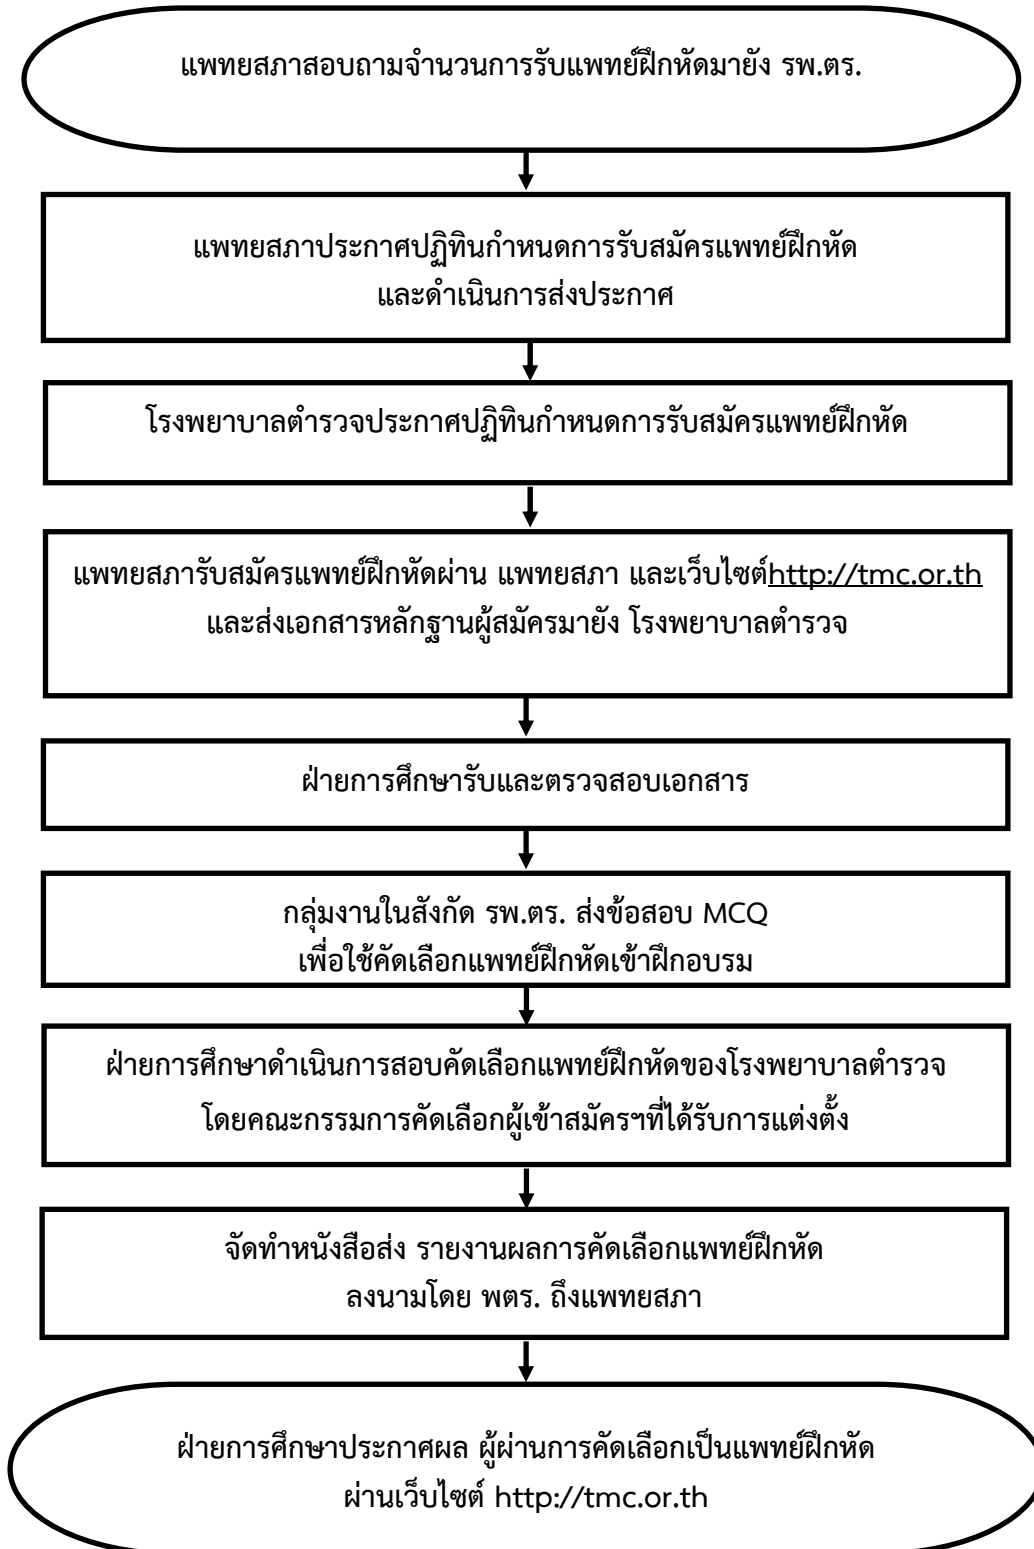 แพทยสภาสอบถามจำนวนการรับแพทย์ฝึกหัดมายัง รพ.ตร.
แพทยสภาประกาศปฏิทินกำหนดการรับสมัครแพทย์ฝึกหัด
และดำเนินการส่งประกาศ
โรงพยาบาลตำรวจประกาศปฏิทินกำหนดการรับสมัครแพทย์ฝึกหัด
แพทยสภารับสมัครแพทย์ฝึกหัดผ่าน แพทยสภา และเว็บไซต์http://tmc.or.th
และส่งเอกสารหลักฐานผู้สมัครมายัง โรงพยาบาลตำรวจ
ฝ่ายการศึกษารับและตรวจสอบเอกสาร
กลุ่มงานในสังกัด รพ.ตร. ส่งข้อสอบ MCQ
เพื่อใช้คัดเลือกแพทย์ฝึกหัดเข้าฝึกอบรม
ฝ่ายการศึกษาดำเนินการสอบคัดเลือกแพทย์ฝึกหัดของโรงพยาบาลตำรวจ
โดยคณะกรรมการคัดเลือกผู้เข้าสมัครฯที่ได้รับการแต่งตั้ง
จัดทำหนังสือส่ง รายงานผลการคัดเลือกแพทย์ฝึกหัด
ลงนามโดย พตร. ถึงแพทยสภา
ฝ่ายการศึกษาประกาศผล ผู้ผ่านการคัดเลือกเป็นแพทย์ฝึกหัด
ผ่านเว็บไซต์ http://tmc.or.th